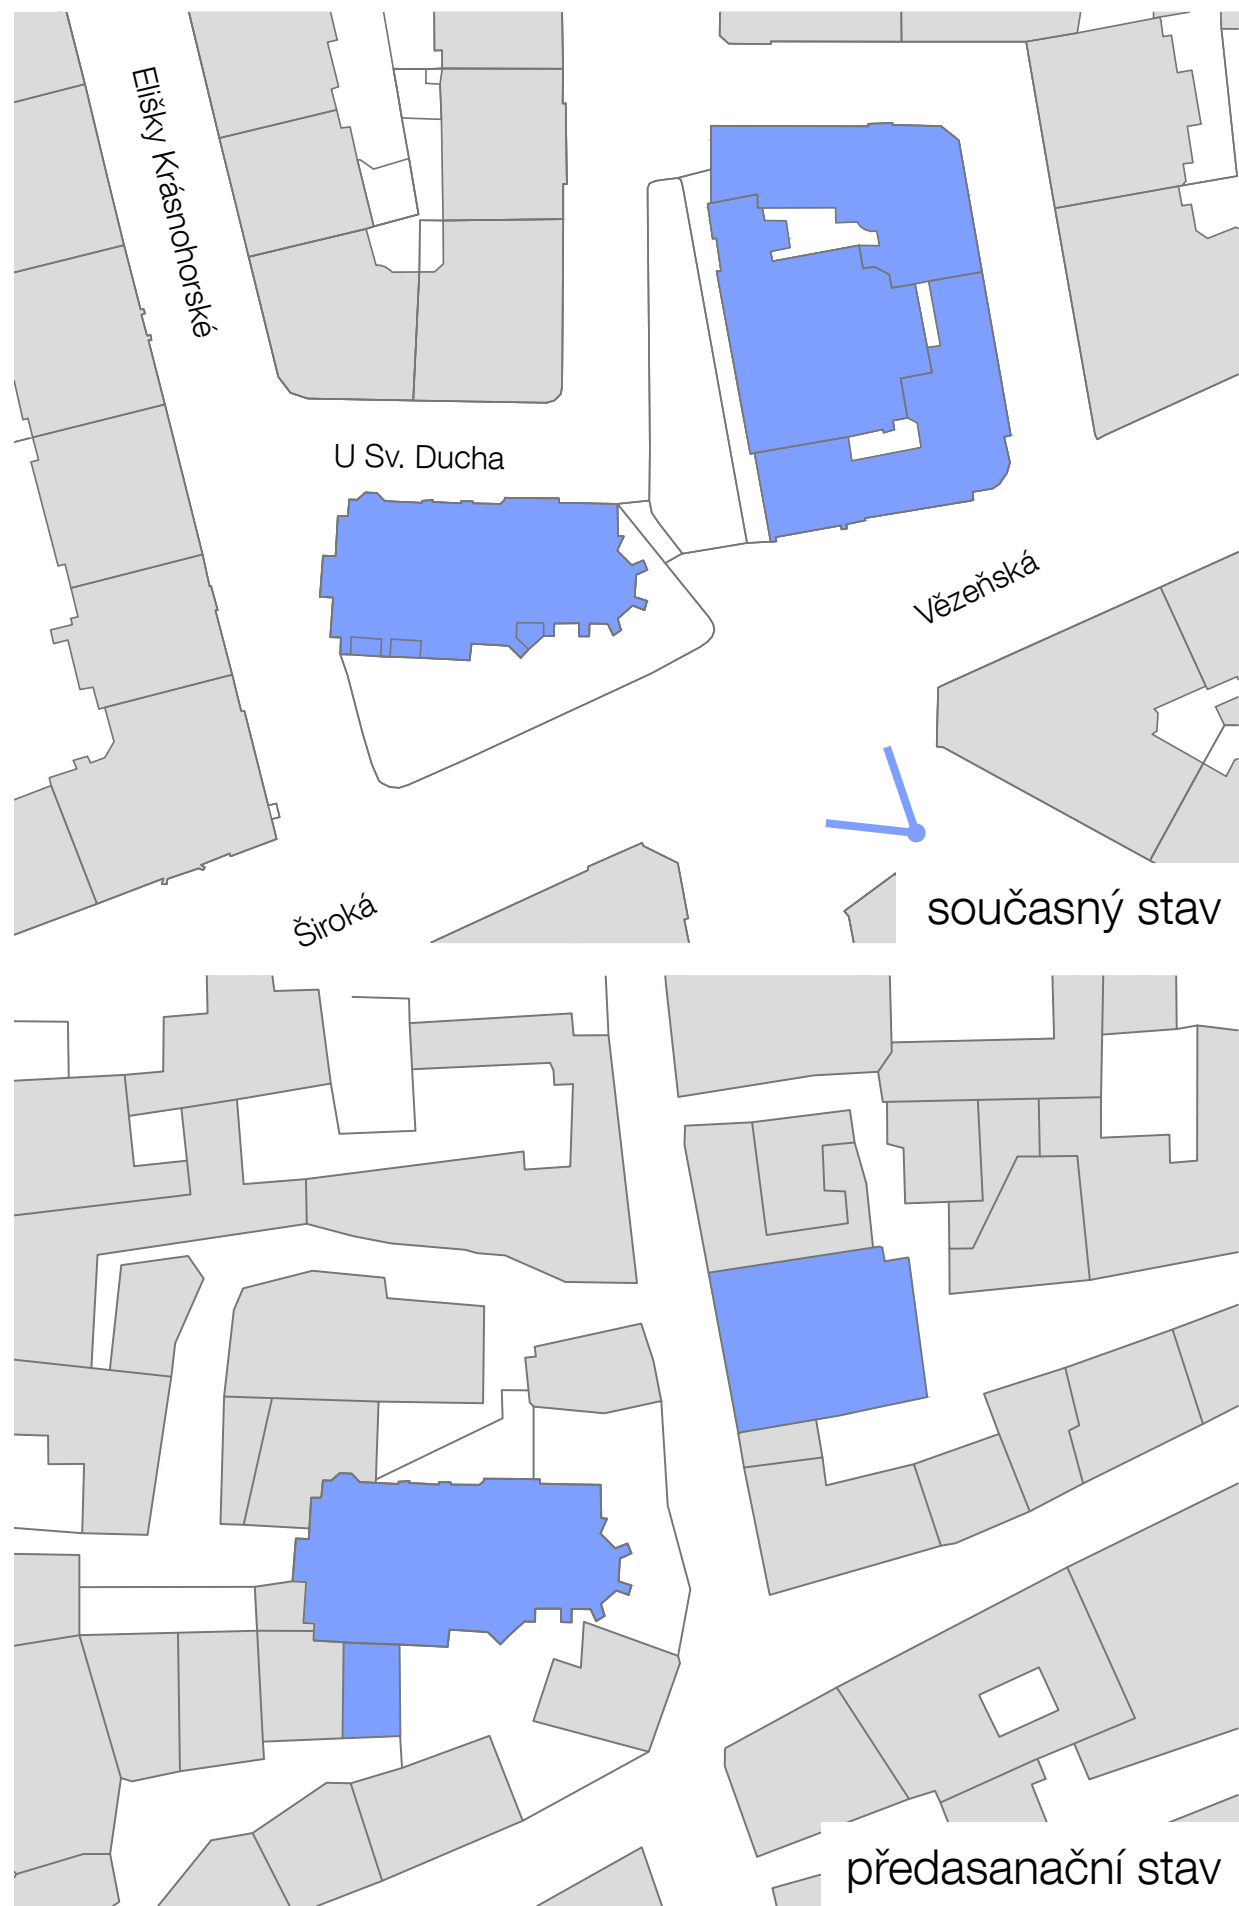 Elišky Krásnohorské
U Sv. Ducha
Vězeňská
Široká
současný stav
předasanační stav